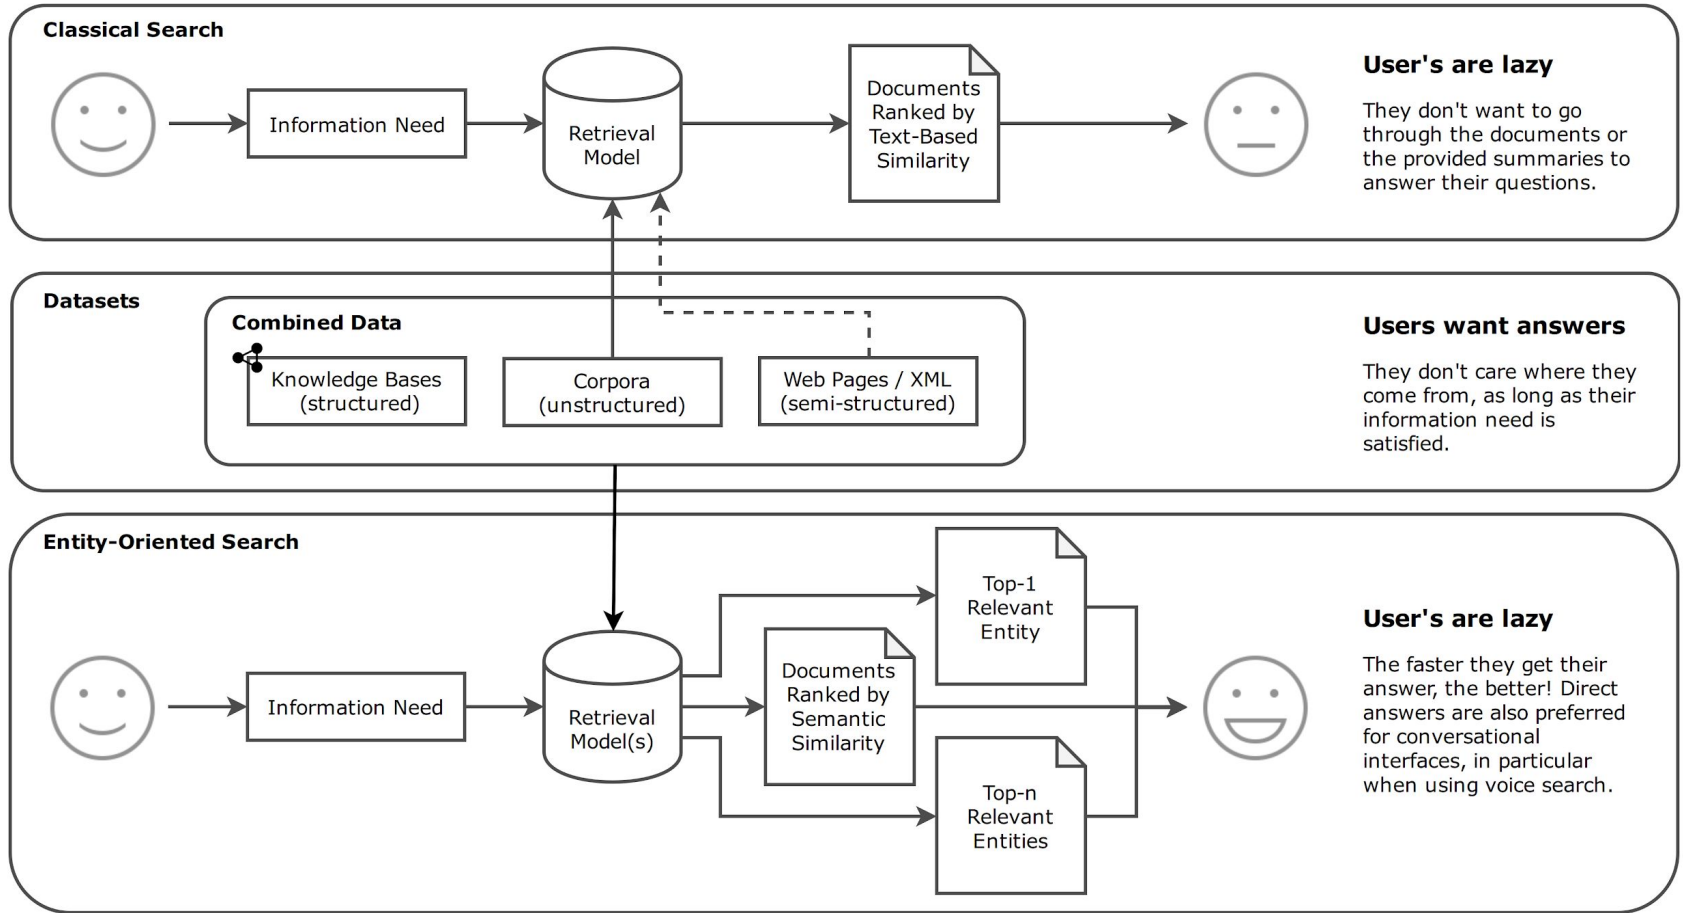 Classical Search
Information Need
Retrieval
Model
Documents
Ranked by
Text-Based
Similarity
User's are lazy
They don't want to go
through the documents or
the provided summaries to
answer their questions.
Datasets
Combined Data
Knowledge Bases
(structured)
Corpora
(unstructured)
Web Pages / XML
(semi-structured)
Users want answers
They don't care where they
come from, as long as their
information need is
satisfied.
Entity-Oriented Search
Information Need
Retrieval
Model(s)
Documents
Ranked by
Semantic
Similarity
Top-1
Relevant
Entity
Top-n
Relevant
Entities
User's are lazy
The faster they get their
answer, the better! Direct
answers are also preferred
for conversational
interfaces, in particular
when using voice search.